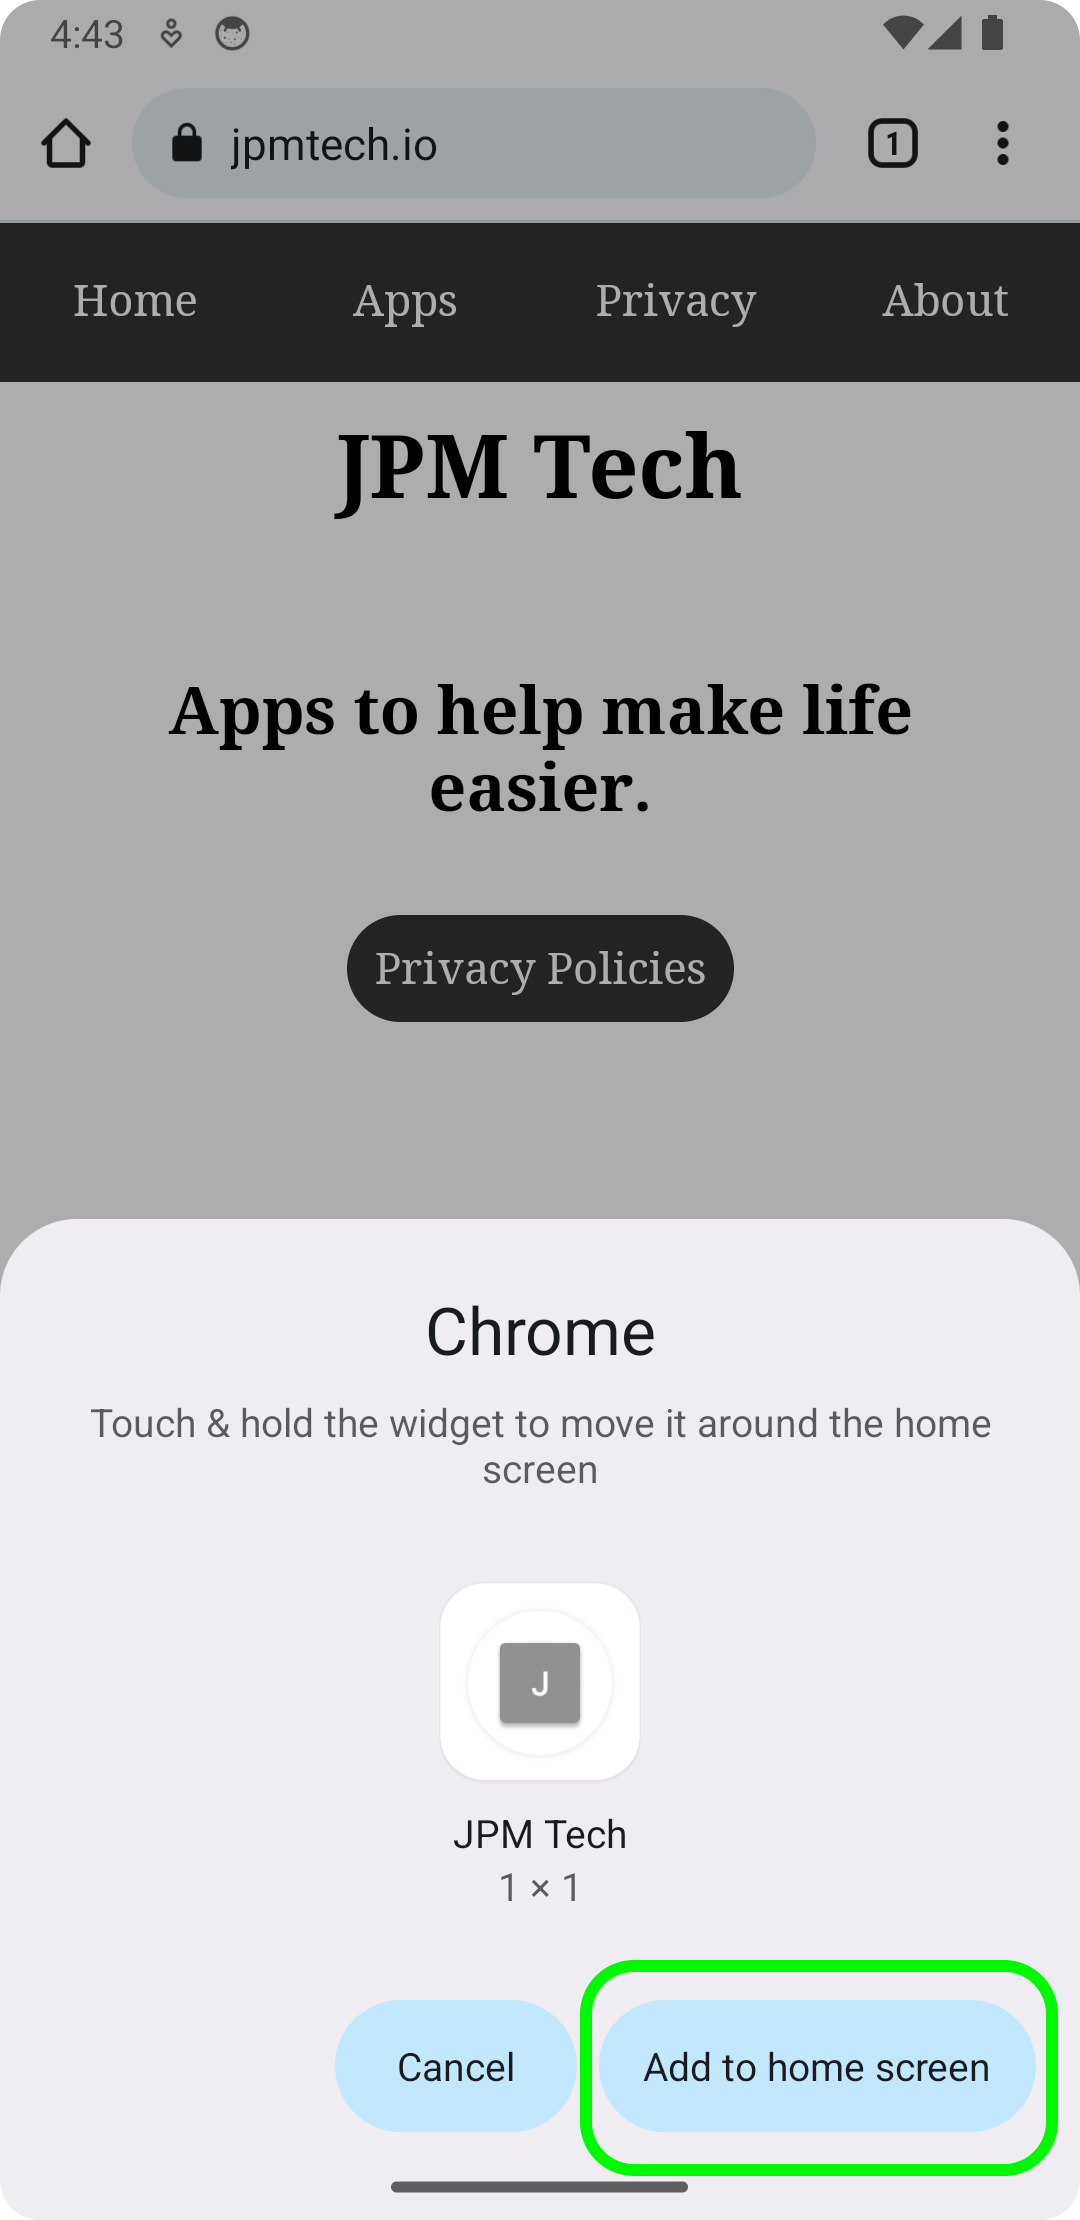 4:43
jpmtech.io
1
Home Apps Privacy About
JPM Tech
Apps to help make life
easier.
Privacy Policies
Chrome
Touch & hold the widget to move it around the home
screen
J
JPM Tech
1 × 1
Cancel Add to home screen